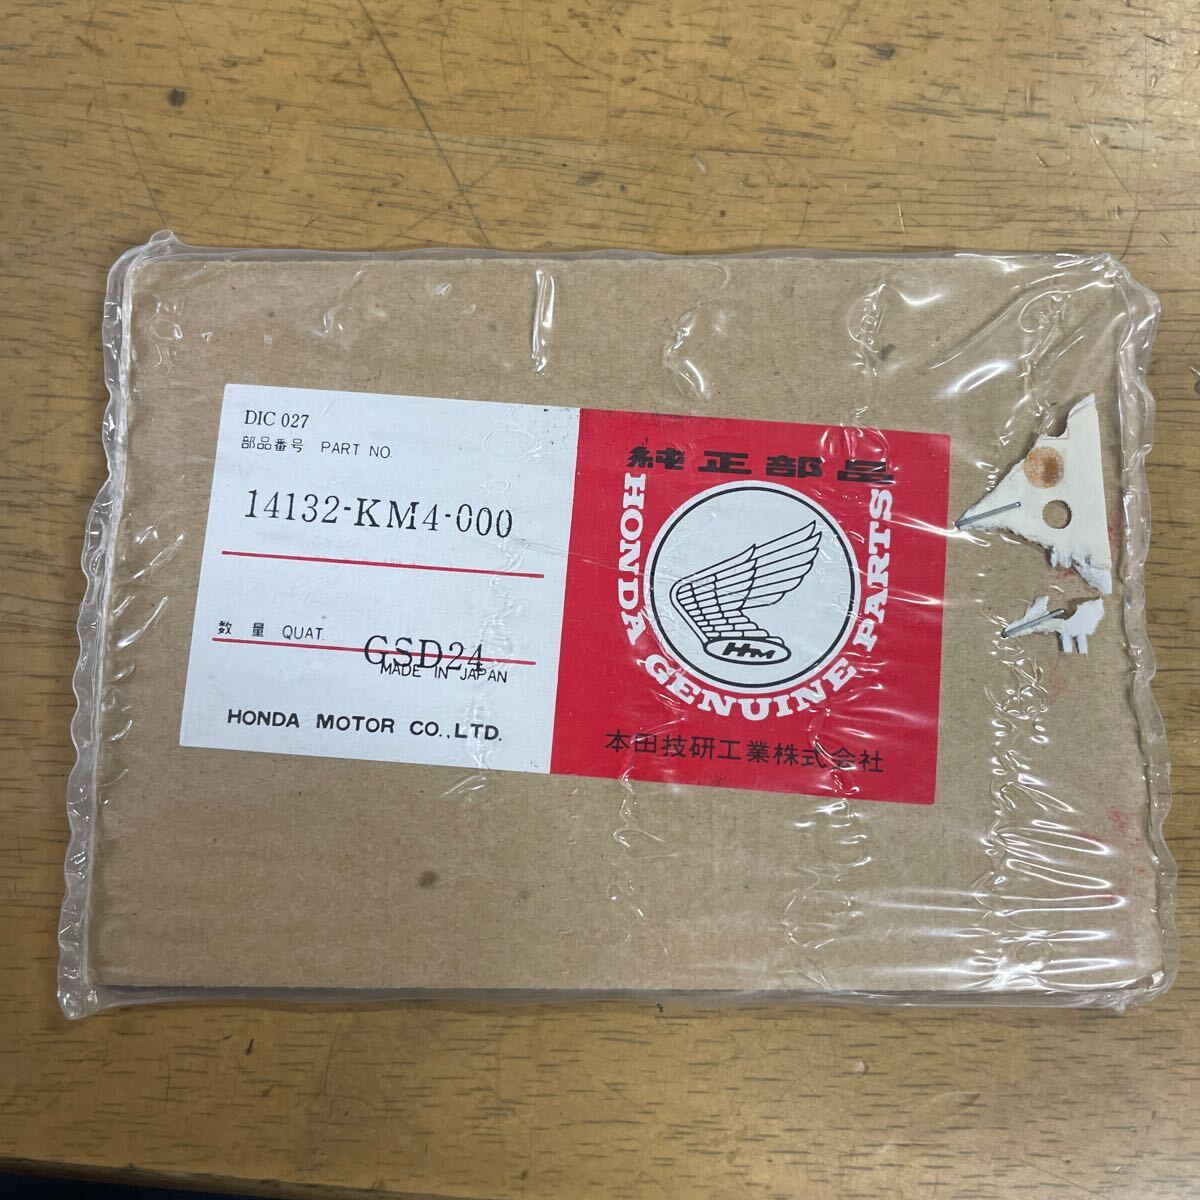 DIC 027
部品番号 PART NO.
14132-KM4-000
数量 QUAT.
GSD24
MADE IN JAPAN
HONDA MOTOR CO.,LTD.
純正部品
HONDA GENUINE PARTS
HM
本田技研工業株式会社